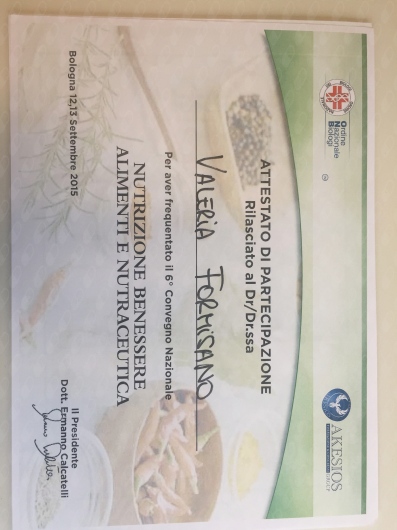 Ordine
Nazionale
Biologi
AKESIOS
ATTESTATO DI PARTECIPAZIONE
Rilasciato al Dr/Dr.ssa
VALERIA FORMISANO
Per aver frequentato il 6° Convegno Nazionale
NUTRIZIONE BENESSERE
ALIMENTI E NUTRACEUTICA
Bologna 12,13 Settembre 2015
Il Presidente
Dott. Ermanno Calcatelli